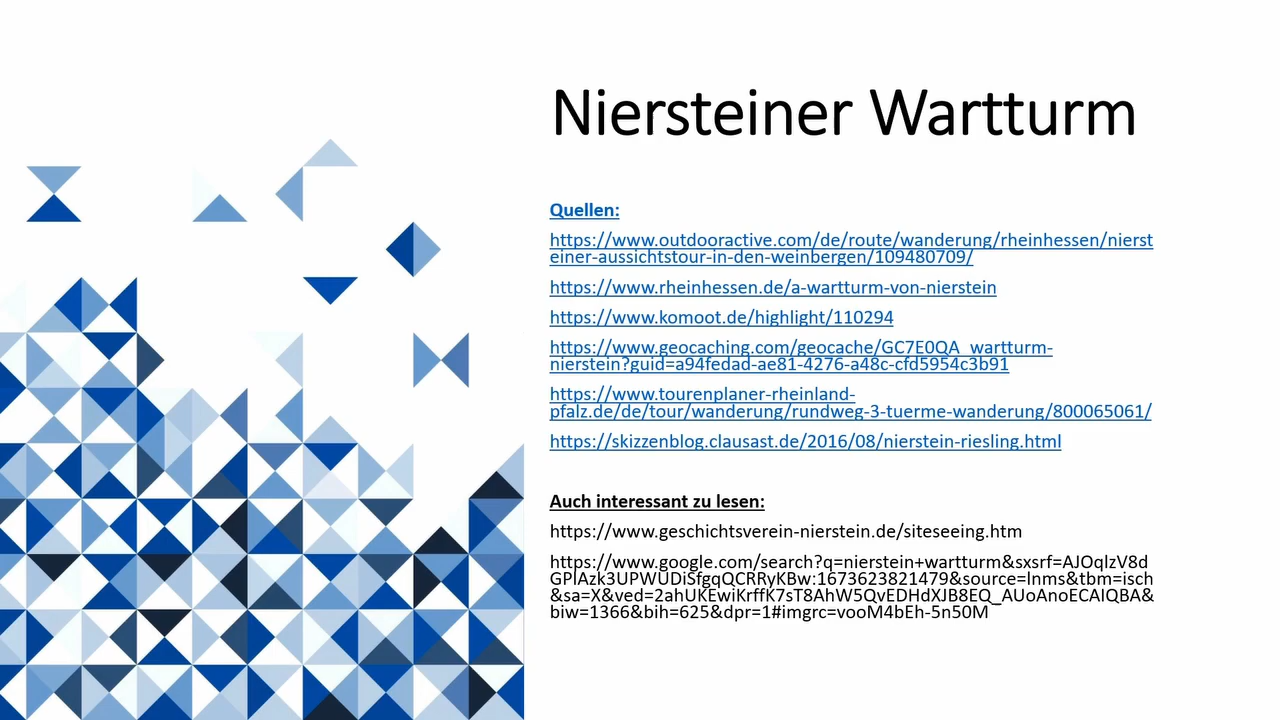 Niersteiner Wartturm
Quellen:
https://www.outdooractive.com/de/route/wanderung/rheinhessen/nierst
einer-aussichtstour-in-den-weinbergen/109480709/
https://www.rheinhessen.de/a-wartturm-von-nierstein
https://www.komoot.de/highlight/110294
https://www.geocaching.com/geocache/GC7E0QA_wartturm-
nierstein?guid=a94fedad-ae81-4276-a48c-cfd5954c3b91
https://www.tourenplaner-rheinland-
pfalz.de/de/tour/wanderung/rundweg-3-tuerme-wanderung/800065061/
https://skizzenblog.clausast.de/2016/08/nierstein-riesling.html
Auch interessant zu lesen:
https://www.geschichtsverein-nierstein.de/siteseeing.htm
https://www.google.com/search?q=nierstein+wartturm&sxsrf=AJOqlzV8d
GPlAzk3UPWUDiSfgqQCRRyKBw:1673623821479&source=lnms&tbm=isch
&sa=X&ved=2ahUKEwiKrffK7sT8AhW5QvEDHdXJB8EQ_AUoAnoECAIQBA&
biw=1366&bih=625&dpr=1#imgrc=vooM4bEh-5n50M